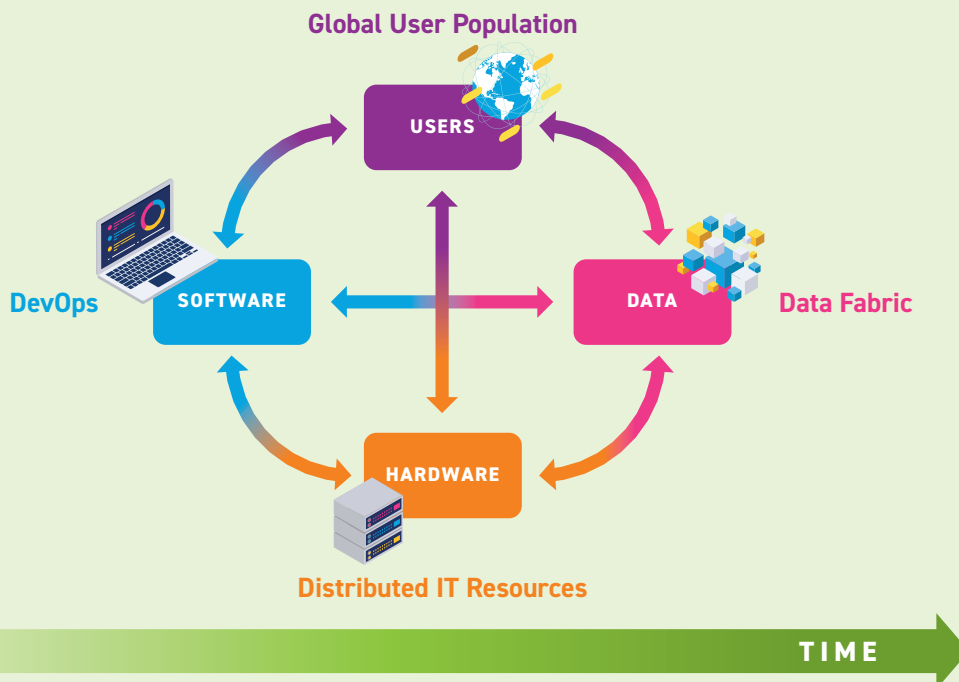 Global User Population
USERS
DevOps
SOFTWARE
DATA
Data Fabric
HARDWARE
Distributed IT Resources
TIME